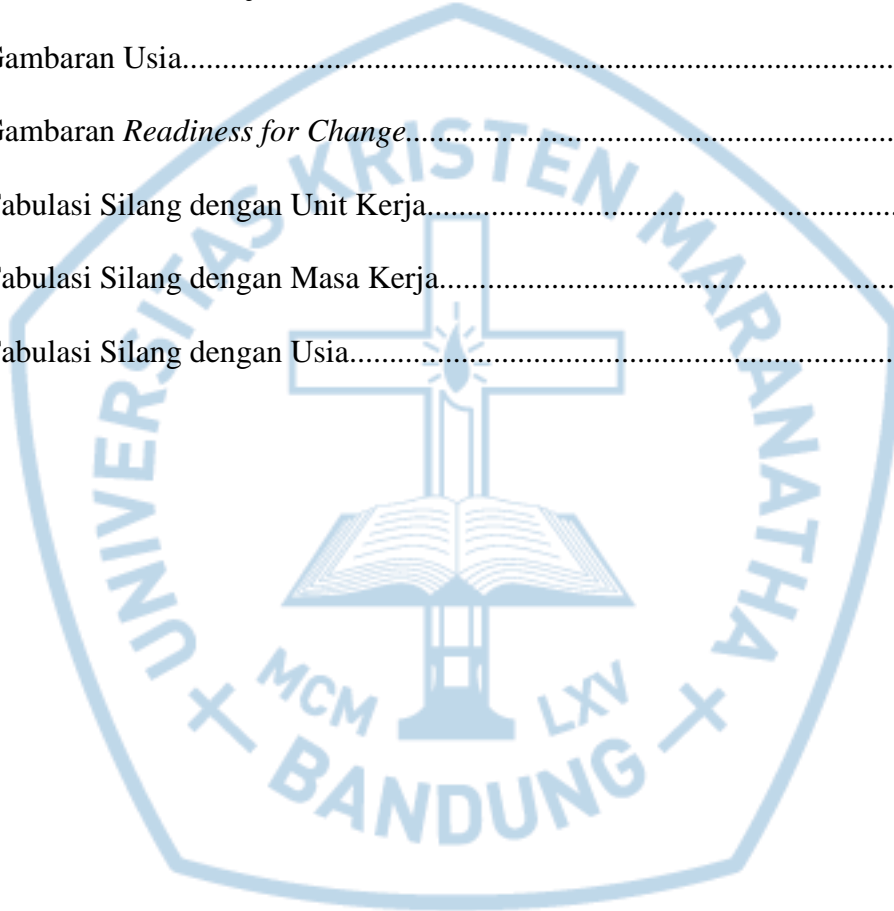 Gambaran Usia................................................................................................
Gambaran Readiness for Change....................................................................
Tabulasi Silang dengan Unit Kerja..................................................................
Tabulasi Silang dengan Masa Kerja................................................................
Tabulasi Silang dengan Usia...........................................................................
UNIVERSITAS KRISTEN MARANATHA
MCM LXV
BANDUNG